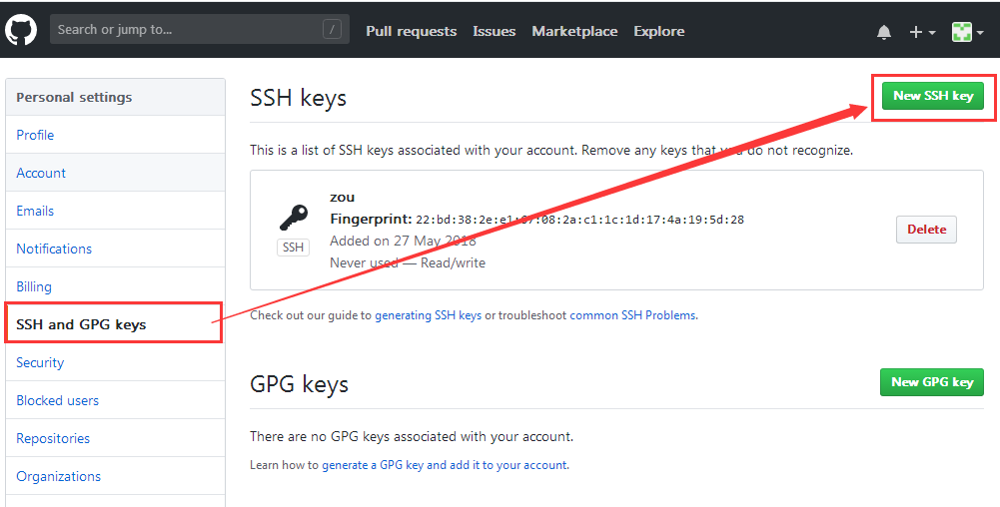 Search or jump to... /
Pull requests Issues Marketplace Explore
Personal settings
Profile
Account
Emails
Notifications
Billing
SSH and GPG keys
Security
Blocked users
Repositories
Organizations
SSH keys
New SSH key
This is a list of SSH keys associated with your account. Remove any keys that you do not recognize.
SSH
zou
Fingerprint: 22:bd:38:2e:e1:67:08:2a:c1:1c:1d:17:4a:19:5d:28
Added on 27 May 2018
Never used — Read/write
Delete
Check out our guide to generating SSH keys or troubleshoot common SSH Problems.
GPG keys
New GPG key
There are no GPG keys associated with your account.
Learn how to generate a GPG key and add it to your account.